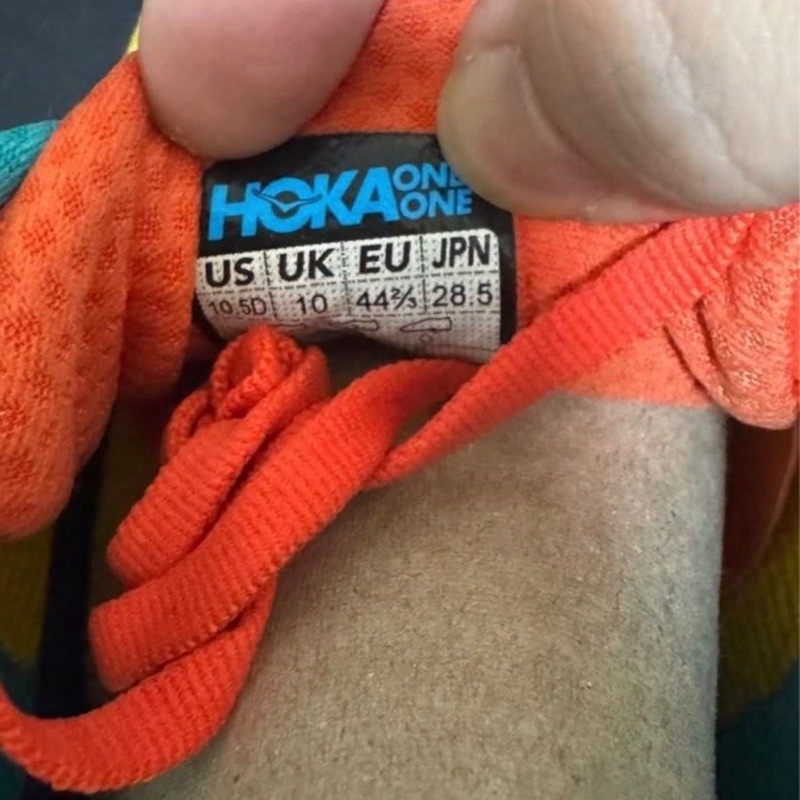 HOKA ONE ONE
US UK EU JPN
10.5D 10 44⅔ 28.5